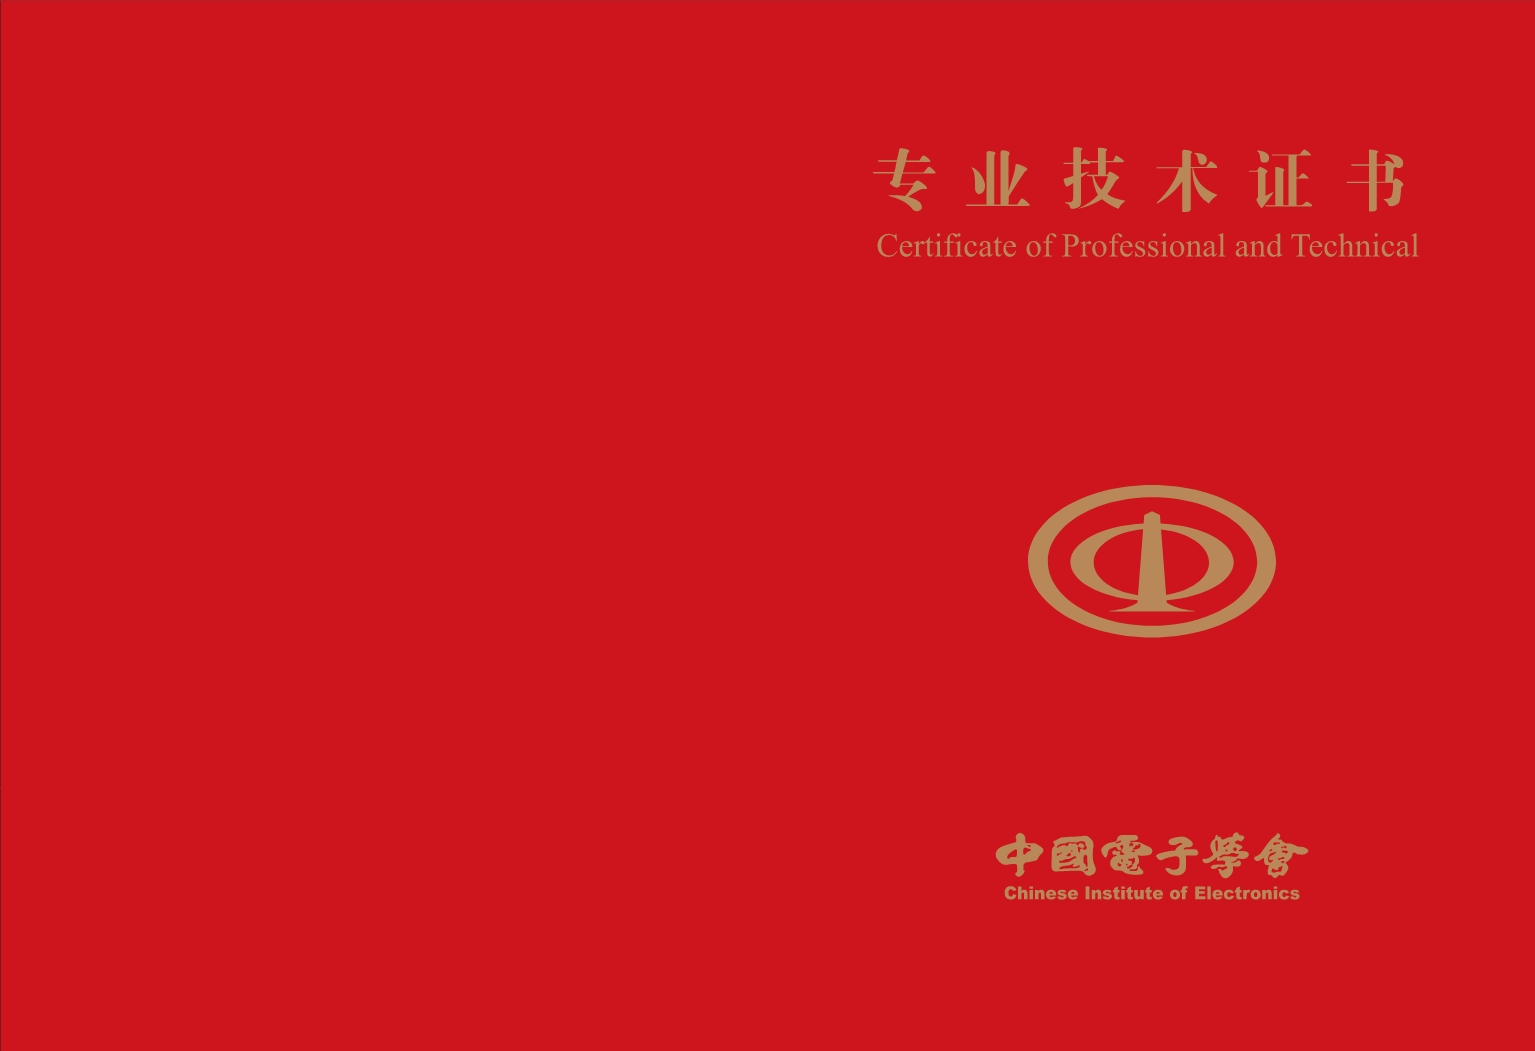 专业技术证书
Certificate of Professional and Technical
中國電子學會
Chinese Institute of Electronics